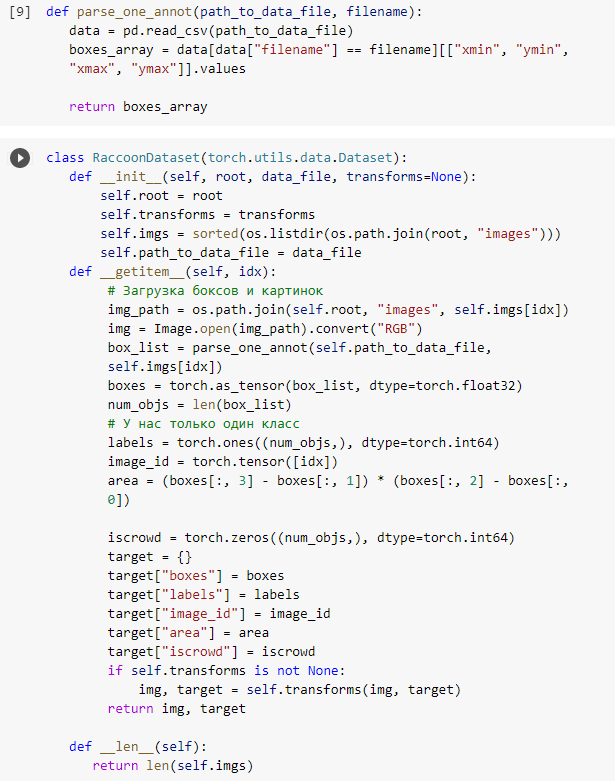 [9] def parse_one_annot(path_to_data_file, filename):
data = pd.read_csv(path_to_data_file)
boxes_array = data[data["filename"] == filename][["xmin", "ymin",
"xmax", "ymax"]].values
return boxes_array
class RaccoonDataset(torch.utils.data.Dataset):
def __init__(self, root, data_file, transforms=None):
self.root = root
self.transforms = transforms
self.imgs = sorted(os.listdir(os.path.join(root, "images")))
self.path_to_data_file = data_file
def __getitem__(self, idx):
# Загрузка боксов и картинок
img_path = os.path.join(self.root, "images", self.imgs[idx])
img = Image.open(img_path).convert("RGB")
box_list = parse_one_annot(self.path_to_data_file,
self.imgs[idx])
boxes = torch.as_tensor(box_list, dtype=torch.float32)
num_objs = len(box_list)
# У нас только один класс
labels = torch.ones((num_objs,), dtype=torch.int64)
image_id = torch.tensor([idx])
area = (boxes[:, 3] - boxes[:, 1]) * (boxes[:, 2] - boxes[:,
0])
iscrowd = torch.zeros((num_objs,), dtype=torch.int64)
target = {}
target["boxes"] = boxes
target["labels"] = labels
target["image_id"] = image_id
target["area"] = area
target["iscrowd"] = iscrowd
if self.transforms is not None:
img, target = self.transforms(img, target)
return img, target
def __len__(self):
return len(self.imgs)